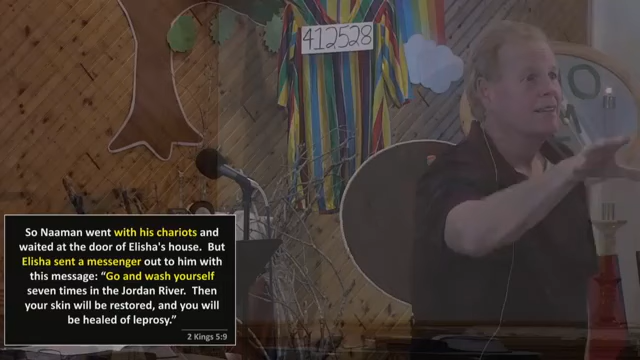 412528
So Naaman went with his chariots and
waited at the door of Elisha's house. But
Elisha sent a messenger out to him with
this message: “Go and wash yourself
seven times in the Jordan River. Then
your skin will be restored, and you will
be healed of leprosy.”
2 Kings 5:9